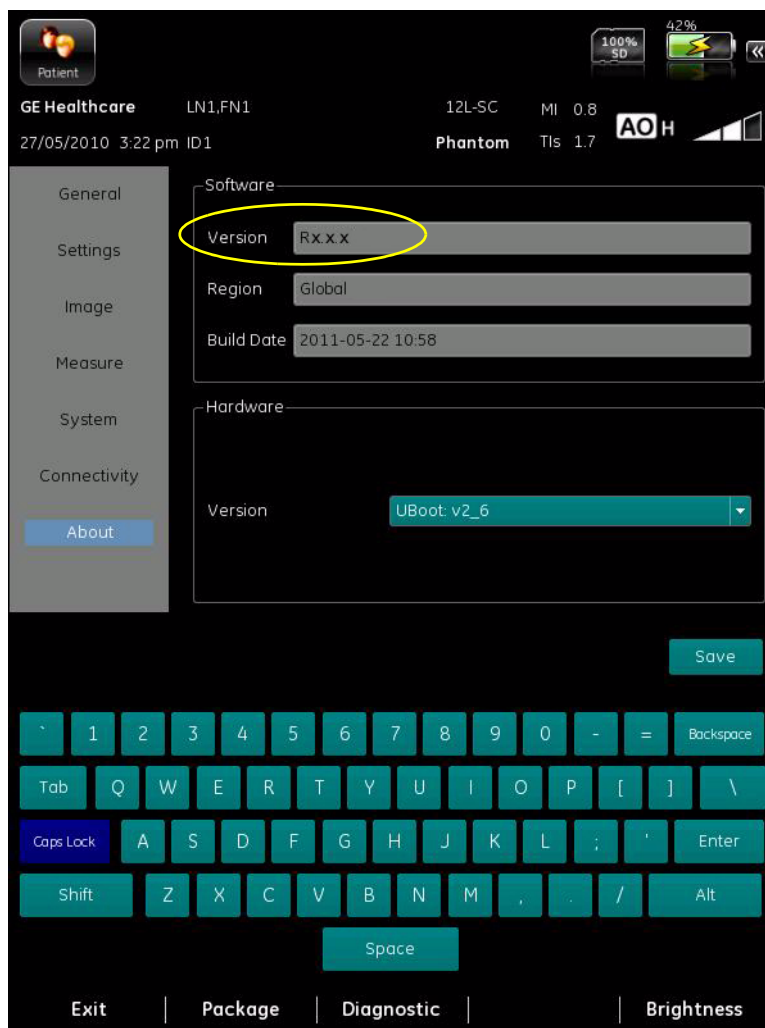 100%
SD
42%
«
Patient
GE Healthcare LN1,FN1 12L-SC MI 0.8
27/05/2010 3:22 pm ID1 Phantom TIs 1.7 AO H
General
Settings
Image
Measure
System
Connectivity
About
Software
Version Rx.x.x
Region Global
Build Date 2011-05-22 10:58
Hardware
Version UBoot: v2_6
Save
` 1 2 3 4 5 6 7 8 9 0 - = Backspace
Tab Q W E R T Y U I O P [ ] \
Caps Lock A S D F G H J K L ; ' Enter
Shift Z X C V B N M , . / Alt
Space
Exit Package Diagnostic Brightness